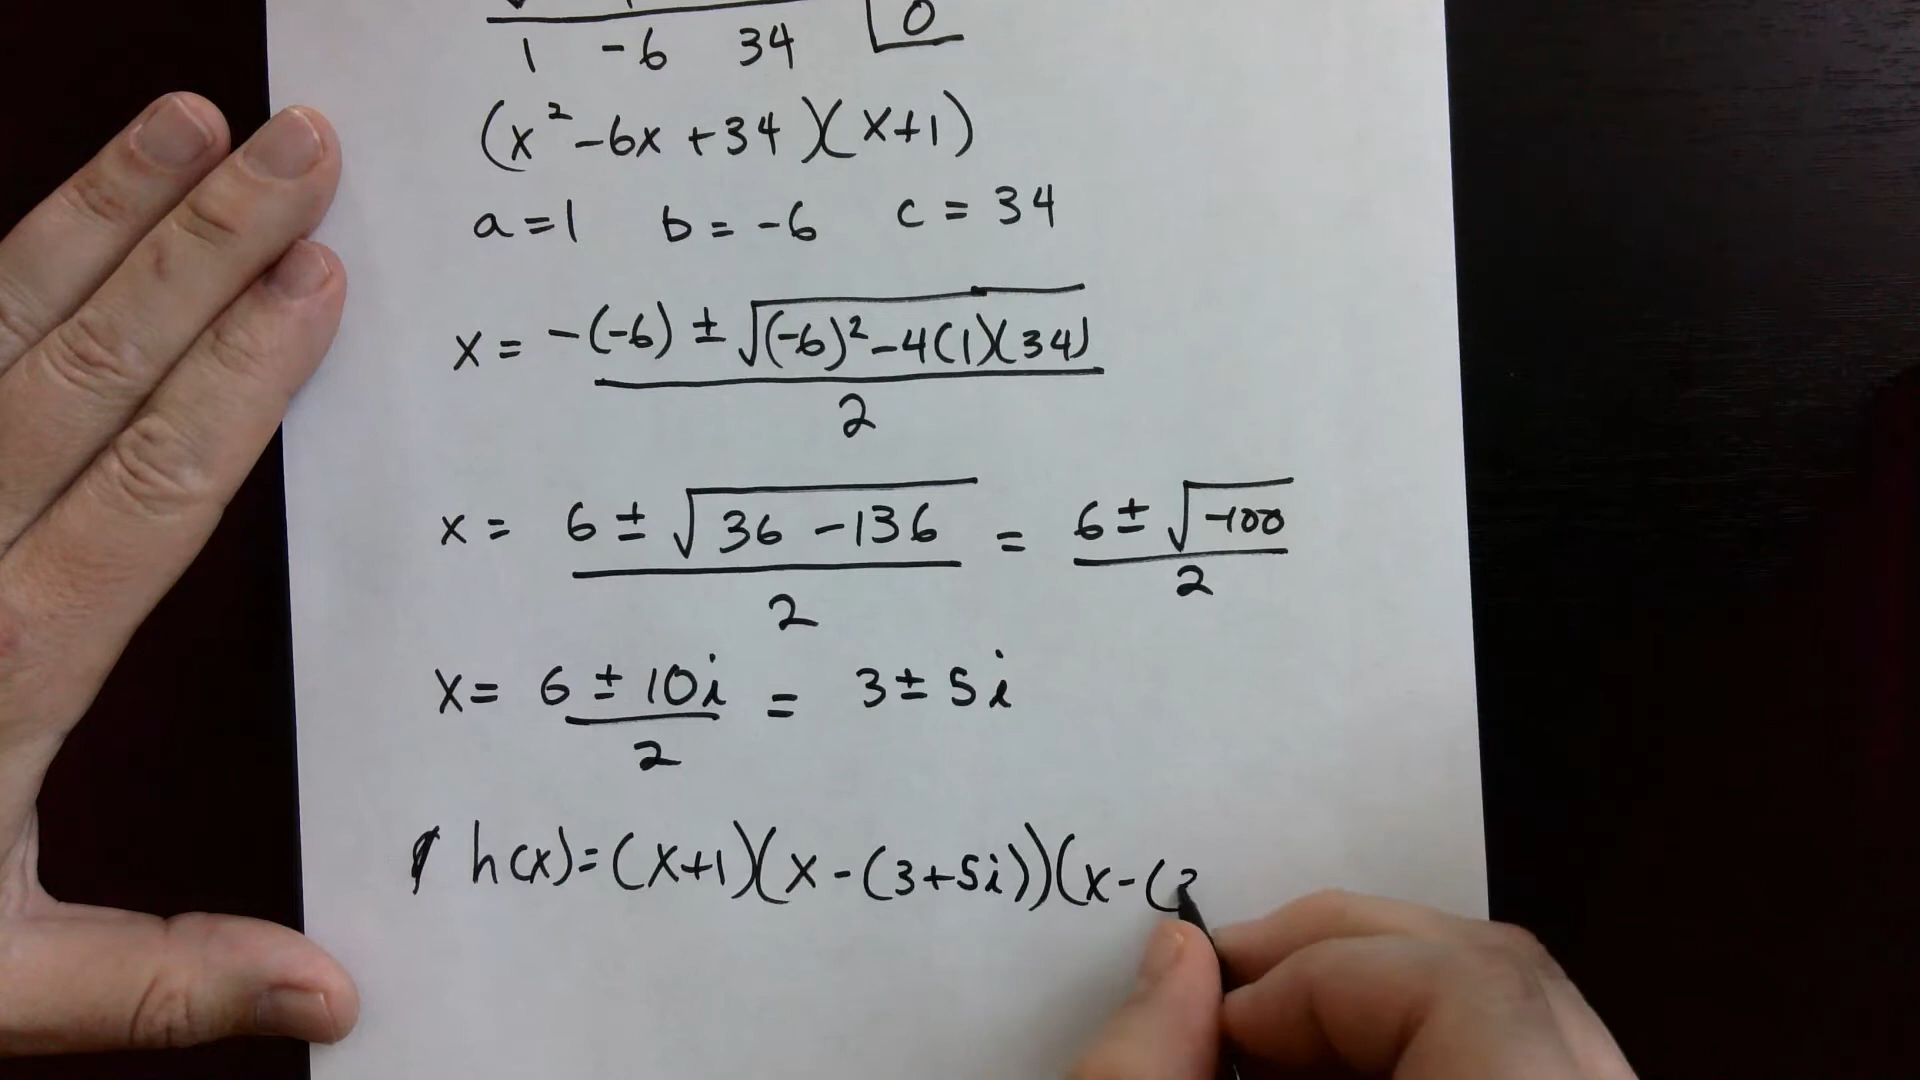 1 -6 34 0
(x²-6x+34)(x+1)
a=1 b=-6 c=34
x= -(-6) ± √(-6)²-4(1)(34)
2
x= 6 ± √36 -136 = 6 ± √-100
2 2
x= 6 ± 10i = 3 ± 5i
2
h(x)=(x+1)(x-(3+5i))(x-(3